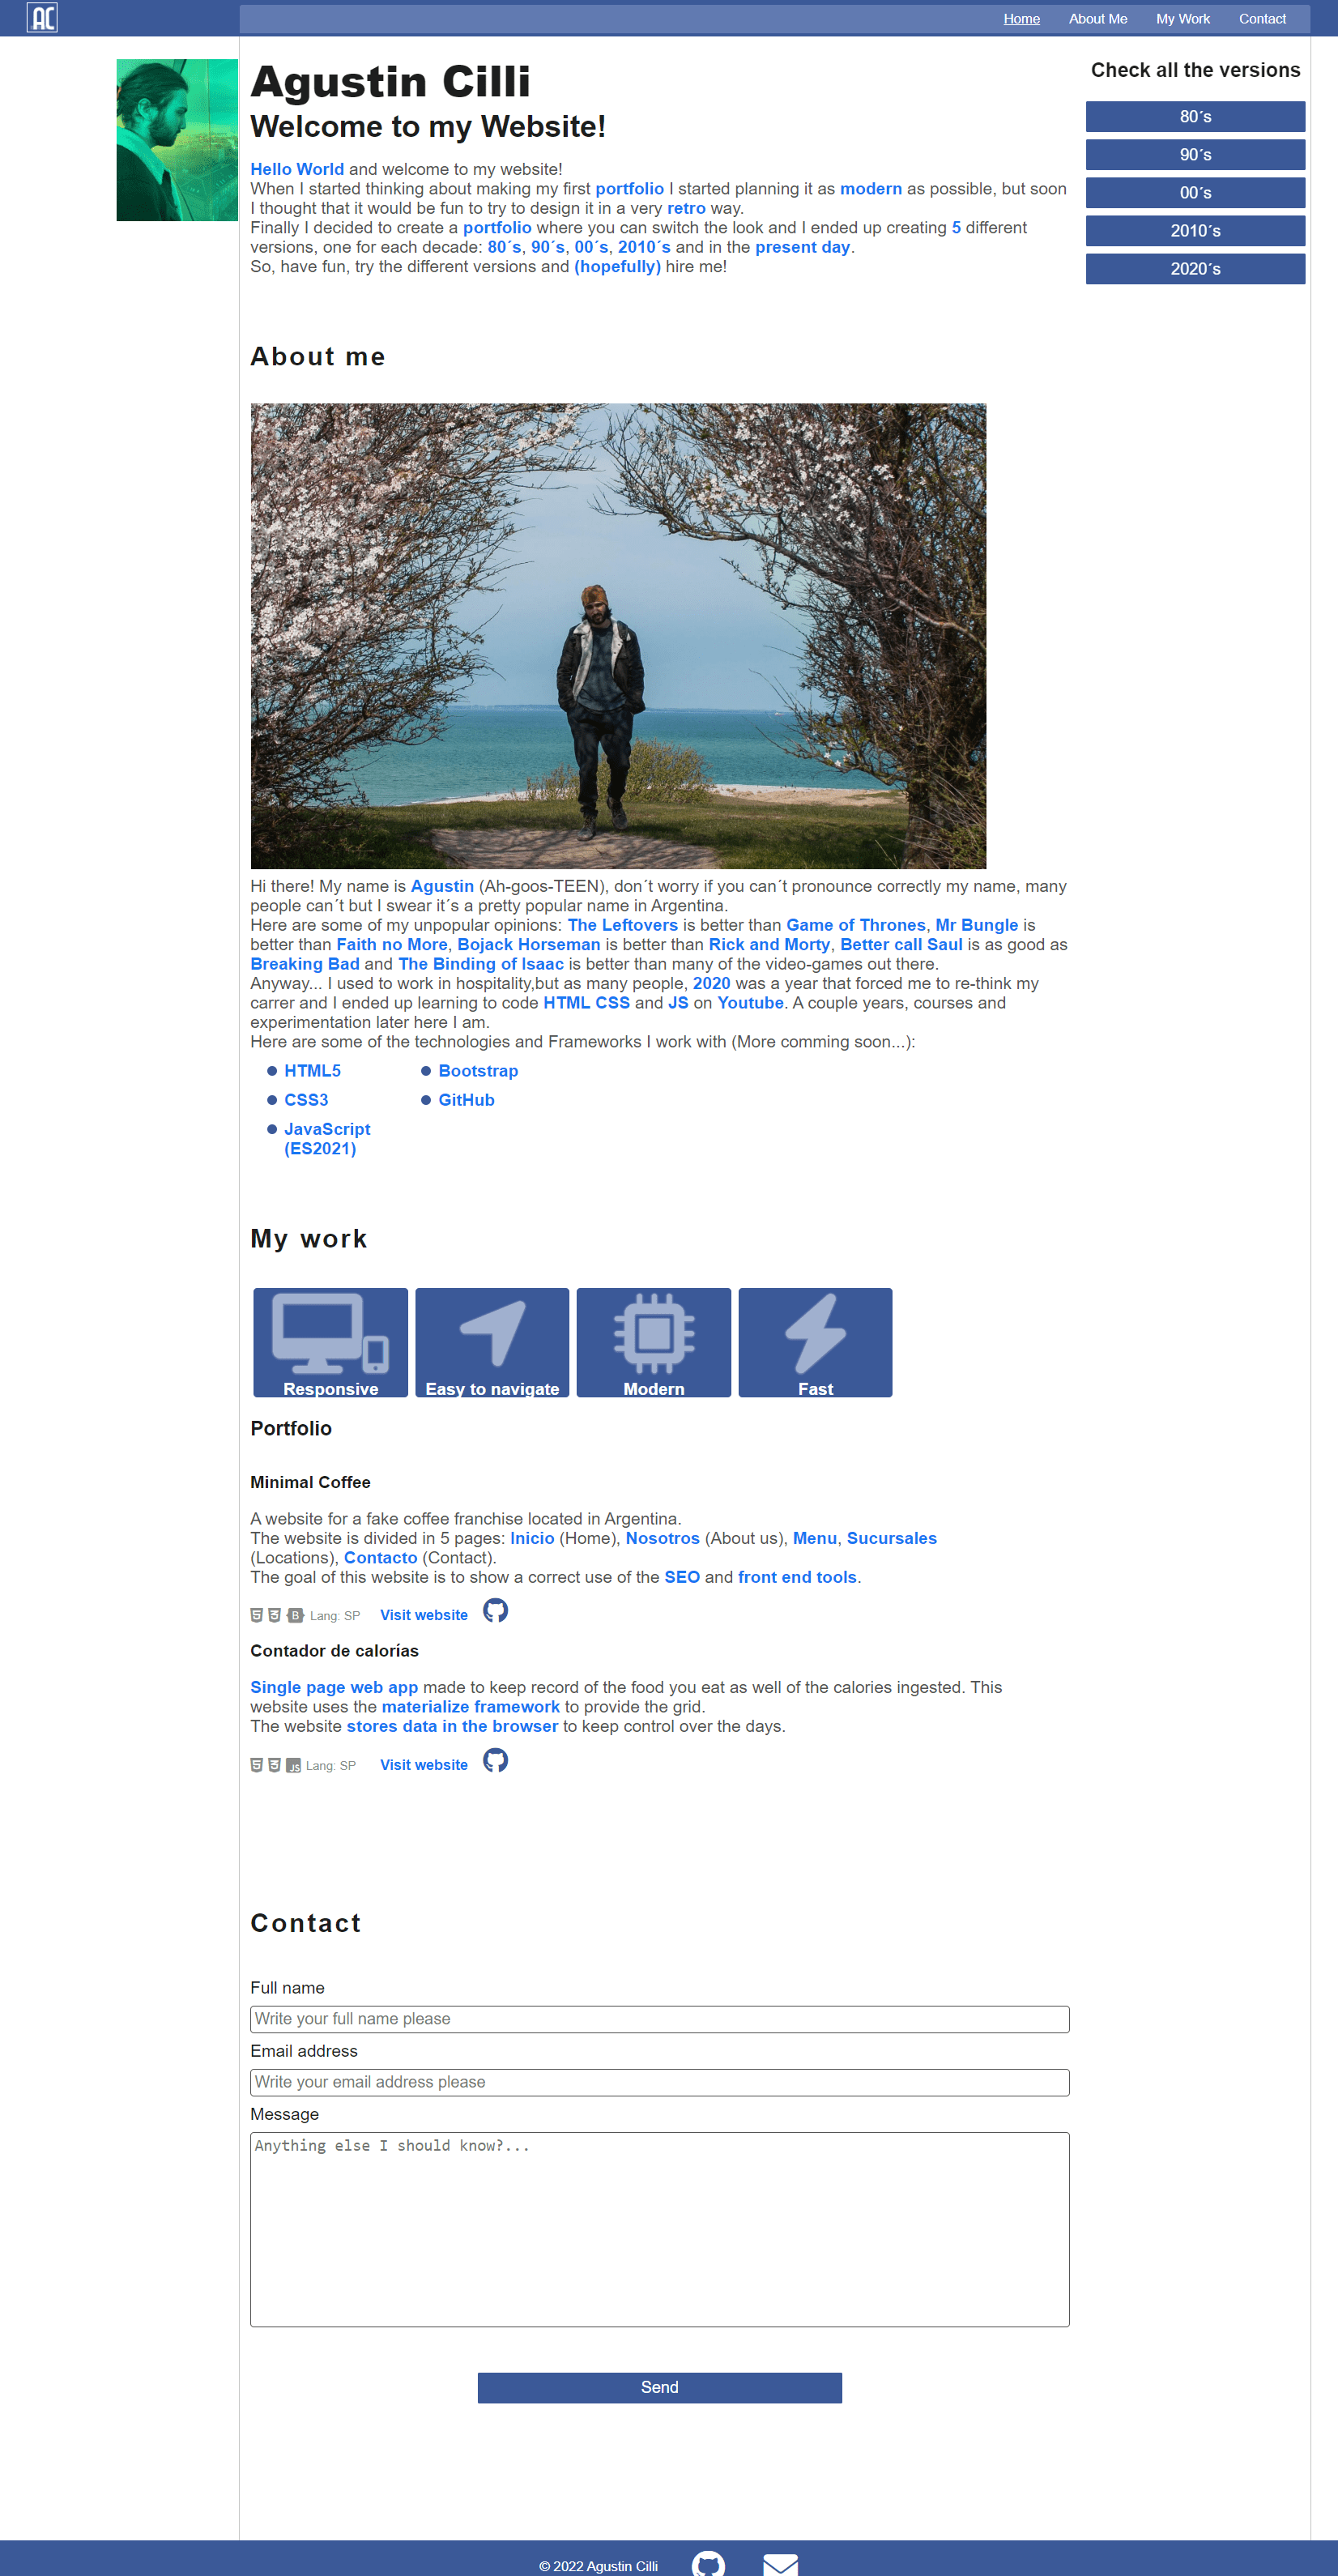 AC
Home About Me My Work Contact
Agustin Cilli
Welcome to my Website!
Hello World and welcome to my website!
When I started thinking about making my first portfolio I started planning it as modern as possible, but soon
I thought that it would be fun to try to design it in a very retro way.
Finally I decided to create a portfolio where you can switch the look and I ended up creating 5 different
versions, one for each decade: 80´s, 90´s, 00´s, 2010´s and in the present day.
So, have fun, try the different versions and (hopefully) hire me!
Check all the versions
80´s
90´s
00´s
2010´s
2020´s
About me
Hi there! My name is Agustin (Ah-goos-TEEN), don´t worry if you can´t pronounce correctly my name, many
people can´t but I swear it´s a pretty popular name in Argentina.
Here are some of my unpopular opinions: The Leftovers is better than Game of Thrones, Mr Bungle is
better than Faith no More, Bojack Horseman is better than Rick and Morty, Better call Saul is as good as
Breaking Bad and The Binding of Isaac is better than many of the video-games out there.
Anyway... I used to work in hospitality,but as many people, 2020 was a year that forced me to re-think my
carrer and I ended up learning to code HTML CSS and JS on Youtube. A couple years, courses and
experimentation later here I am.
Here are some of the technologies and Frameworks I work with (More comming soon...):
HTML5 Bootstrap
CSS3 GitHub
JavaScript
(ES2021)
My work
Responsive Easy to navigate Modern Fast
Portfolio
Minimal Coffee
A website for a fake coffee franchise located in Argentina.
The website is divided in 5 pages: Inicio (Home), Nosotros (About us), Menu, Sucursales
(Locations), Contacto (Contact).
The goal of this website is to show a correct use of the SEO and front end tools.
B Lang: SP Visit website
Contador de calorías
Single page web app made to keep record of the food you eat as well of the calories ingested. This
website uses the materialize framework to provide the grid.
The website stores data in the browser to keep control over the days.
JS Lang: SP Visit website
Contact
Full name
Write your full name please
Email address
Write your email address please
Message
Anything else I should know?...
Send
© 2022 Agustin Cilli